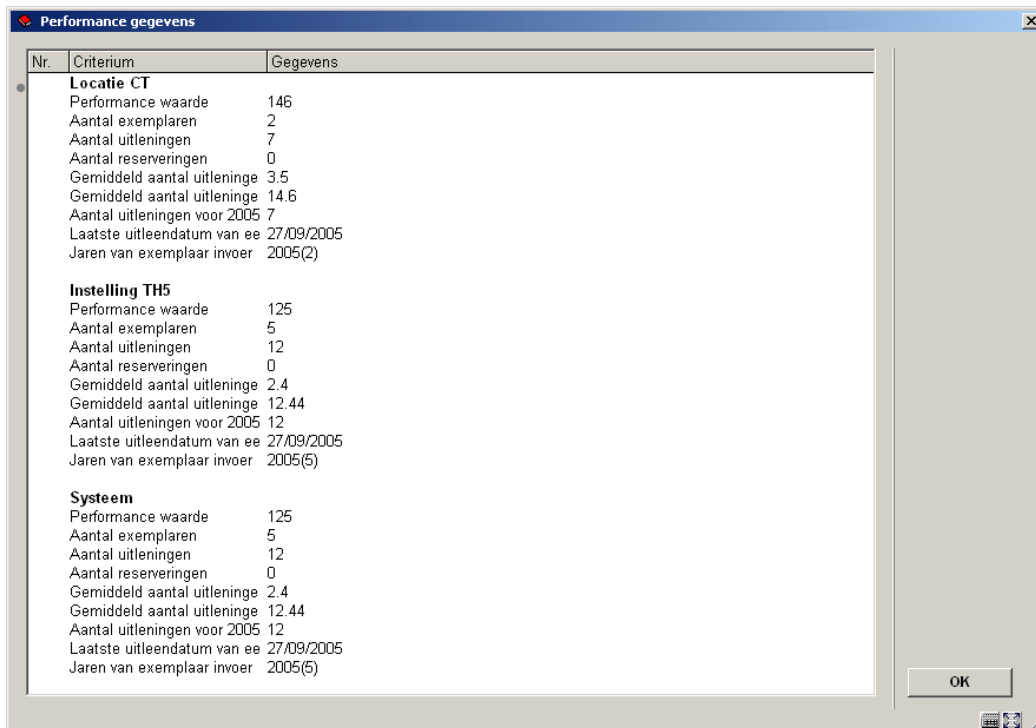 Performance gegevens
Nr. Criterium Gegevens
Locatie CT
Performance waarde 146
Aantal exemplaren 2
Aantal uitleningen 7
Aantal reserveringen 0
Gemiddeld aantal uitleninge 3.5
Gemiddeld aantal uitleninge 14.6
Aantal uitleningen voor 2005 7
Laatste uitleendatum van ee 27/09/2005
Jaren van exemplaar invoer 2005(2)
Instelling TH5
Performance waarde 125
Aantal exemplaren 5
Aantal uitleningen 12
Aantal reserveringen 0
Gemiddeld aantal uitleninge 2.4
Gemiddeld aantal uitleninge 12.44
Aantal uitleningen voor 2005 12
Laatste uitleendatum van ee 27/09/2005
Jaren van exemplaar invoer 2005(5)
Systeem
Performance waarde 125
Aantal exemplaren 5
Aantal uitleningen 12
Aantal reserveringen 0
Gemiddeld aantal uitleninge 2.4
Gemiddeld aantal uitleninge 12.44
Aantal uitleningen voor 2005 12
Laatste uitleendatum van ee 27/09/2005
Jaren van exemplaar invoer 2005(5)
OK